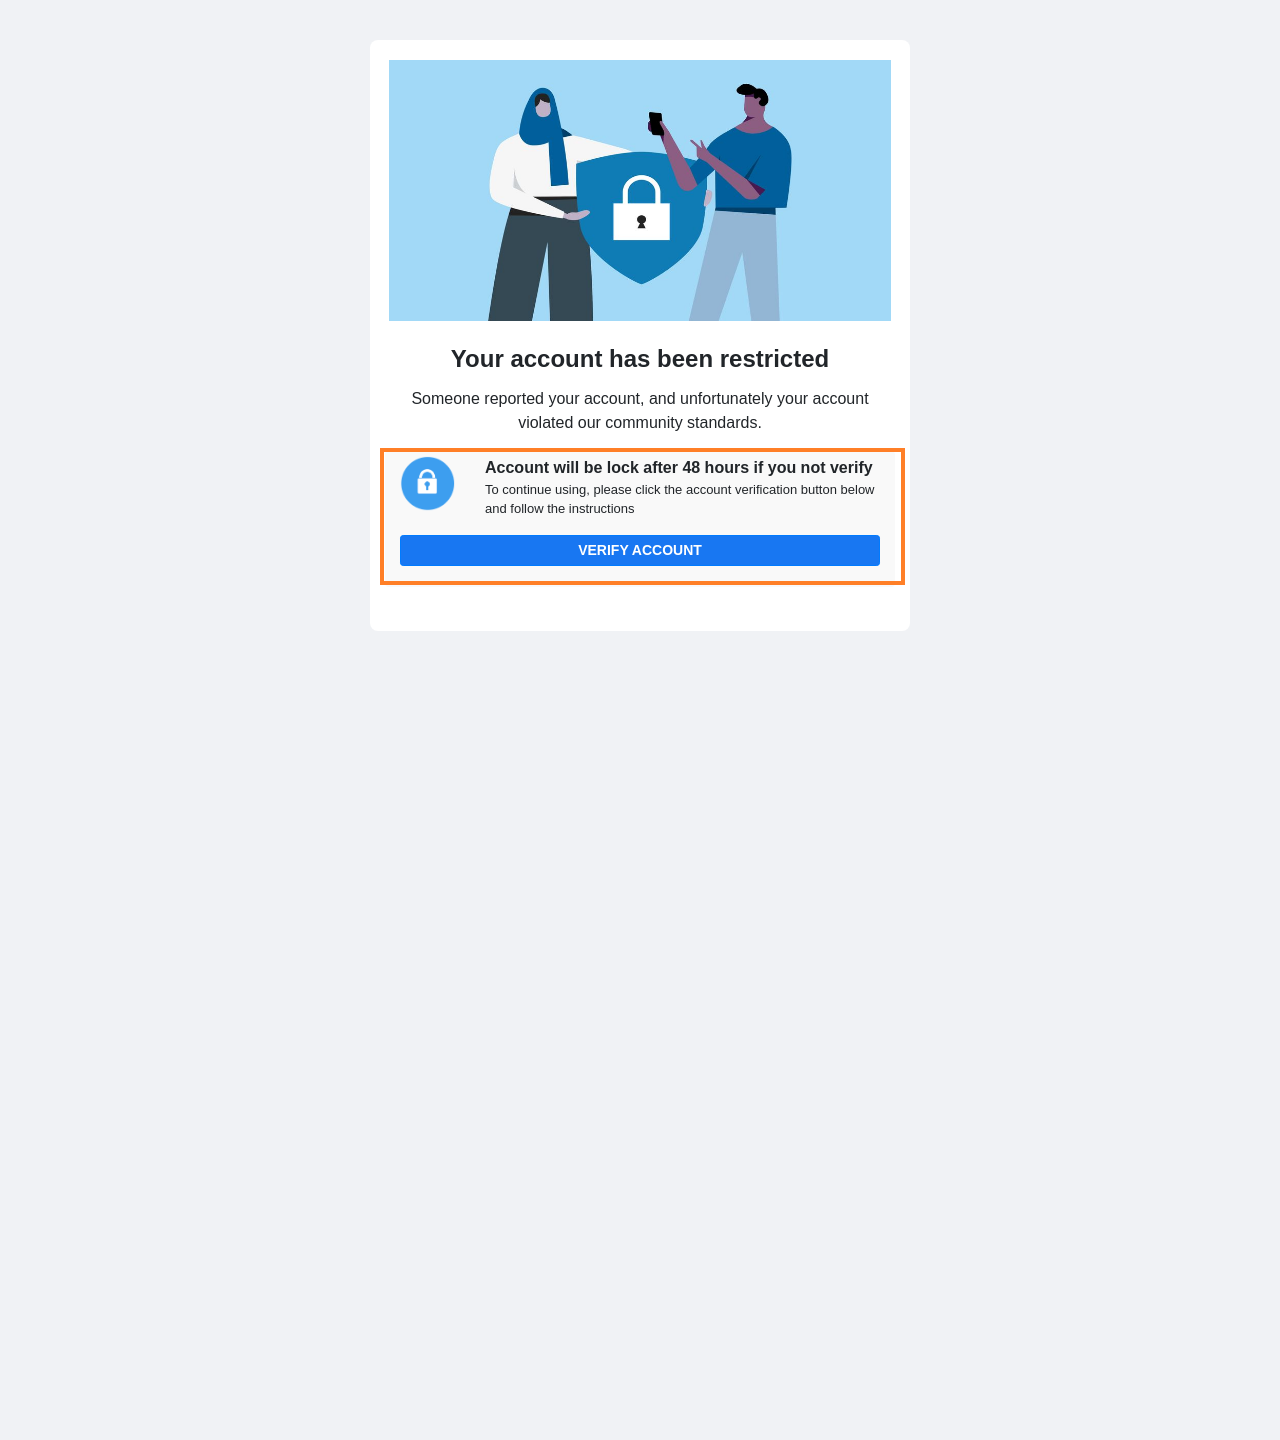 Your account has been restricted
Someone reported your account, and unfortunately your account
violated our community standards.
Account will be lock after 48 hours if you not verify
To continue using, please click the account verification button below
and follow the instructions
VERIFY ACCOUNT